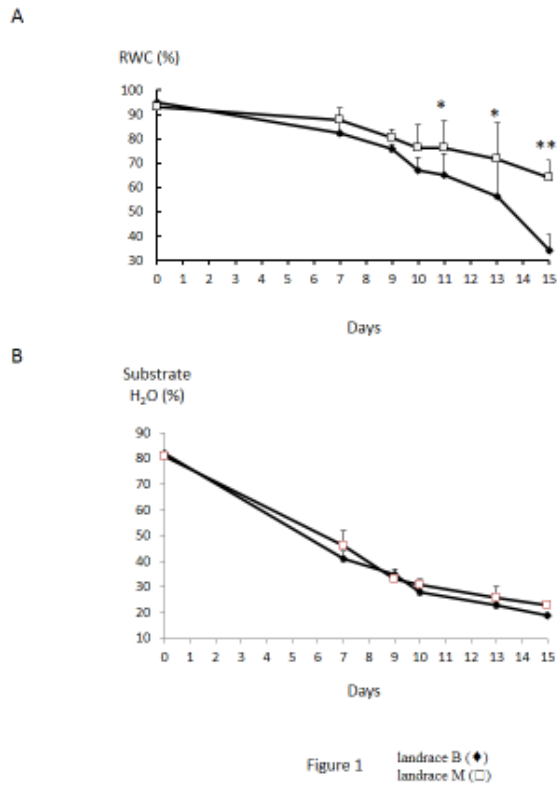 A
RWC (%)
100
90
80
70
60
50
40
30
* * **
0 1 2 3 4 5 6 7 8 9 10 11 12 13 14 15
Days
B
Substrate
H₂O (%)
90
80
70
60
50
40
30
20
10
0 1 2 3 4 5 6 7 8 9 10 11 12 13 14 15
Days
Figure 1
landrace B (♦)
landrace M (□)